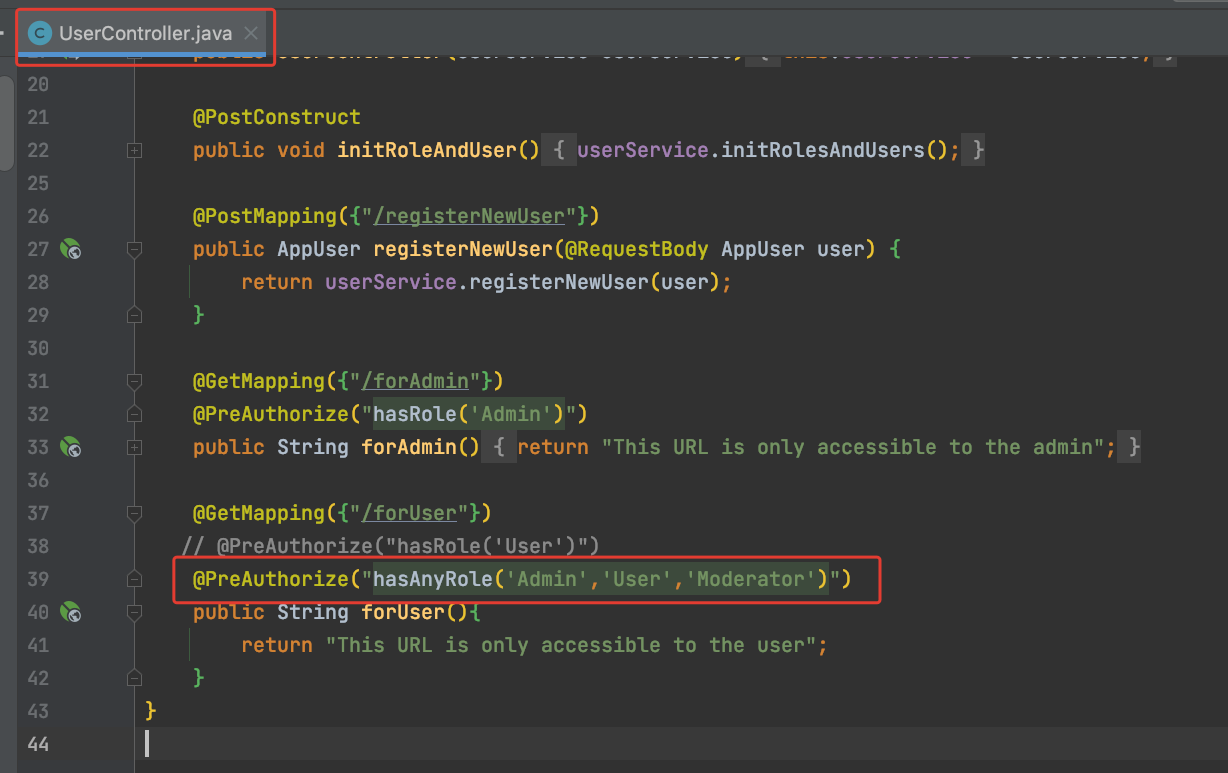 UserController.java
20
21 @PostConstruct
22 public void initRoleAndUser() { userService.initRolesAndUsers(); }
25
26 @PostMapping({"/registerNewUser"})
27 public AppUser registerNewUser(@RequestBody AppUser user) {
28 return userService.registerNewUser(user);
29 }
30
31 @GetMapping({"/forAdmin"})
32 @PreAuthorize("hasRole('Admin')")
33 public String forAdmin() { return "This URL is only accessible to the admin"; }
36
37 @GetMapping({"/forUser"})
38 // @PreAuthorize("hasRole('User')")
39 @PreAuthorize("hasAnyRole('Admin','User','Moderator')")
40 public String forUser(){
41 return "This URL is only accessible to the user";
42 }
43 }
44